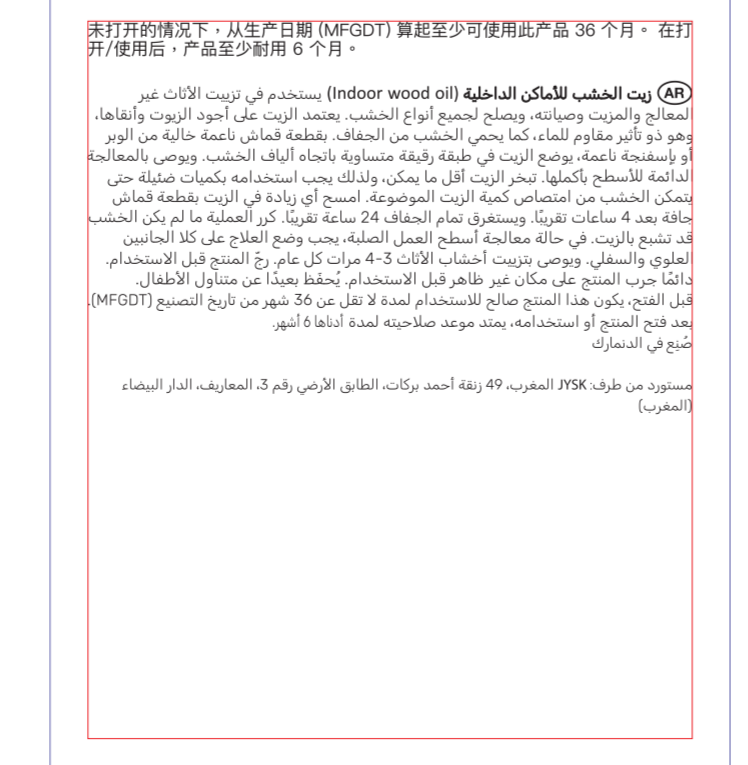 未打开的情况下，从生产日期 (MFGDT) 算起至少可使用此产品 36 个月。 在打
开/使用后，产品至少耐用 6 个月。
(AR) زيت الخشب للأماكن الداخلية (Indoor wood oil) يستخدم في تزييت الأثاث غير
المعالج والمزيت وصيانته، ويصلح لجميع أنواع الخشب. يعتمد الزيت على أجود الزيوت وأنقاها،
وهو ذو تأثير مقاوم للماء، كما يحمي الخشب من الجفاف. بقطعة قماش ناعمة خالية من الوبر
أو بإسفنجة ناعمة، يوضع الزيت في طبقة رقيقة متساوية باتجاه ألياف الخشب. ويوصى بالمعالجة
الدائمة للأسطح بأكملها. تبخر الزيت أقل ما يمكن، ولذلك يجب استخدامه بكميات ضئيلة حتى
يتمكن الخشب من امتصاص كمية الزيت الموضوعة. امسح أي زيادة في الزيت بقطعة قماش
جافة بعد 4 ساعات تقريبًا. ويستغرق تمام الجفاف 24 ساعة تقريبًا. كرر العملية ما لم يكن الخشب
قد تشبع بالزيت. في حالة معالجة أسطح العمل الصلبة، يجب وضع العلاج على كلا الجانبين
العلوي والسفلي. ويوصى بتزييت أخشاب الأثاث 3-4 مرات كل عام. رجّ المنتج قبل الاستخدام.
دائمًا جرب المنتج على مكان غير ظاهر قبل الاستخدام. يُحفَظ بعيدًا عن متناول الأطفال.
قبل الفتح، يكون هذا المنتج صالح للاستخدام لمدة لا تقل عن 36 شهر من تاريخ التصنيع (MFGDT).
بعد فتح المنتج أو استخدامه، يمتد موعد صلاحيته لمدة أدناها 6 أشهر.
صُنِع في الدنمارك
مستورد من طرف: JYSK المغرب، 49 زنقة أحمد بركات، الطابق الأرضي رقم 3، المعاريف، الدار البيضاء
(المغرب)